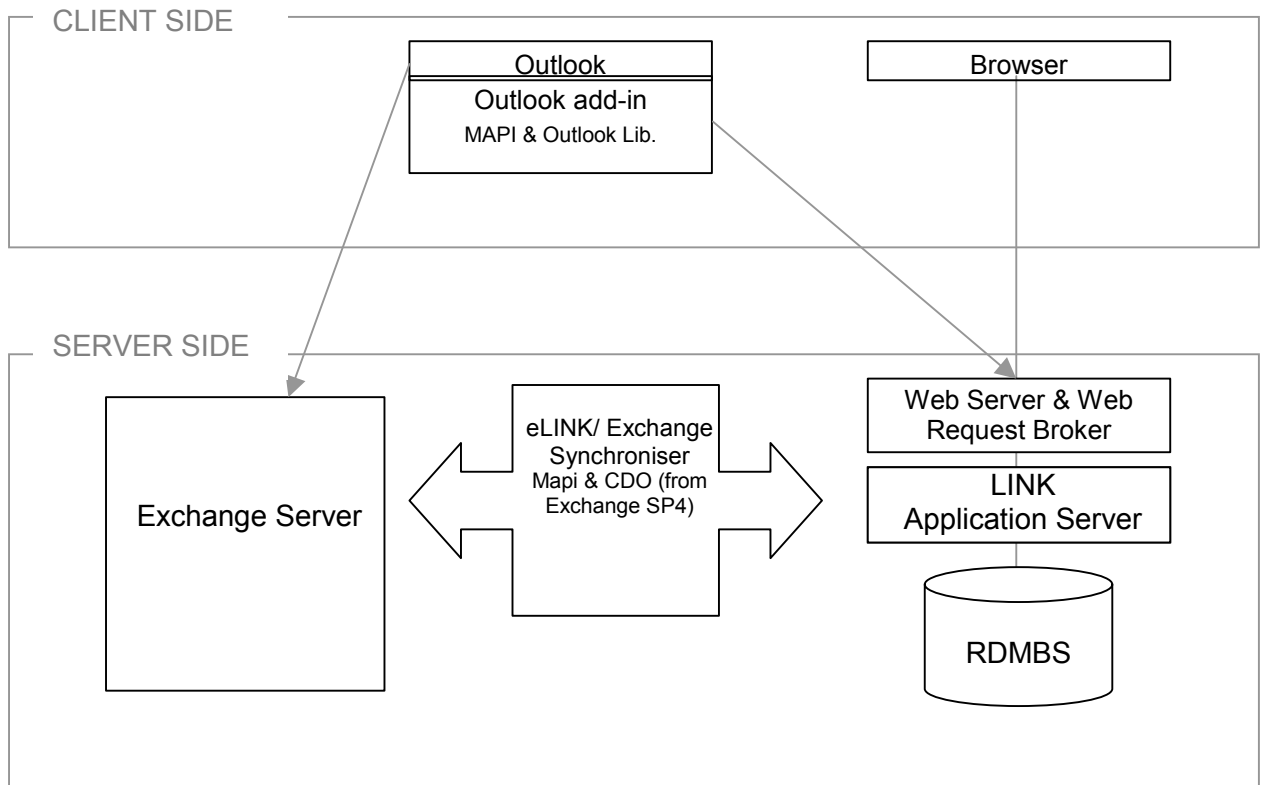 CLIENT SIDE
Outlook
Outlook add-in
MAPI & Outlook Lib.
Browser
SERVER SIDE
Exchange Server
eLINK/ Exchange
Synchroniser
Mapi & CDO (from
Exchange SP4)
Web Server & Web
Request Broker
LINK
Application Server
RDMBS